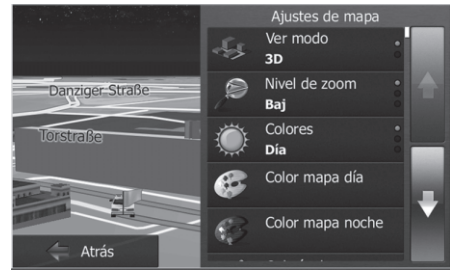 Ajustes de mapa
Ver modo
3D
Nivel de zoom
Baj
Colores
Día
Color mapa día
Color mapa noche
Danziger Straße
Torstraße
Atrás